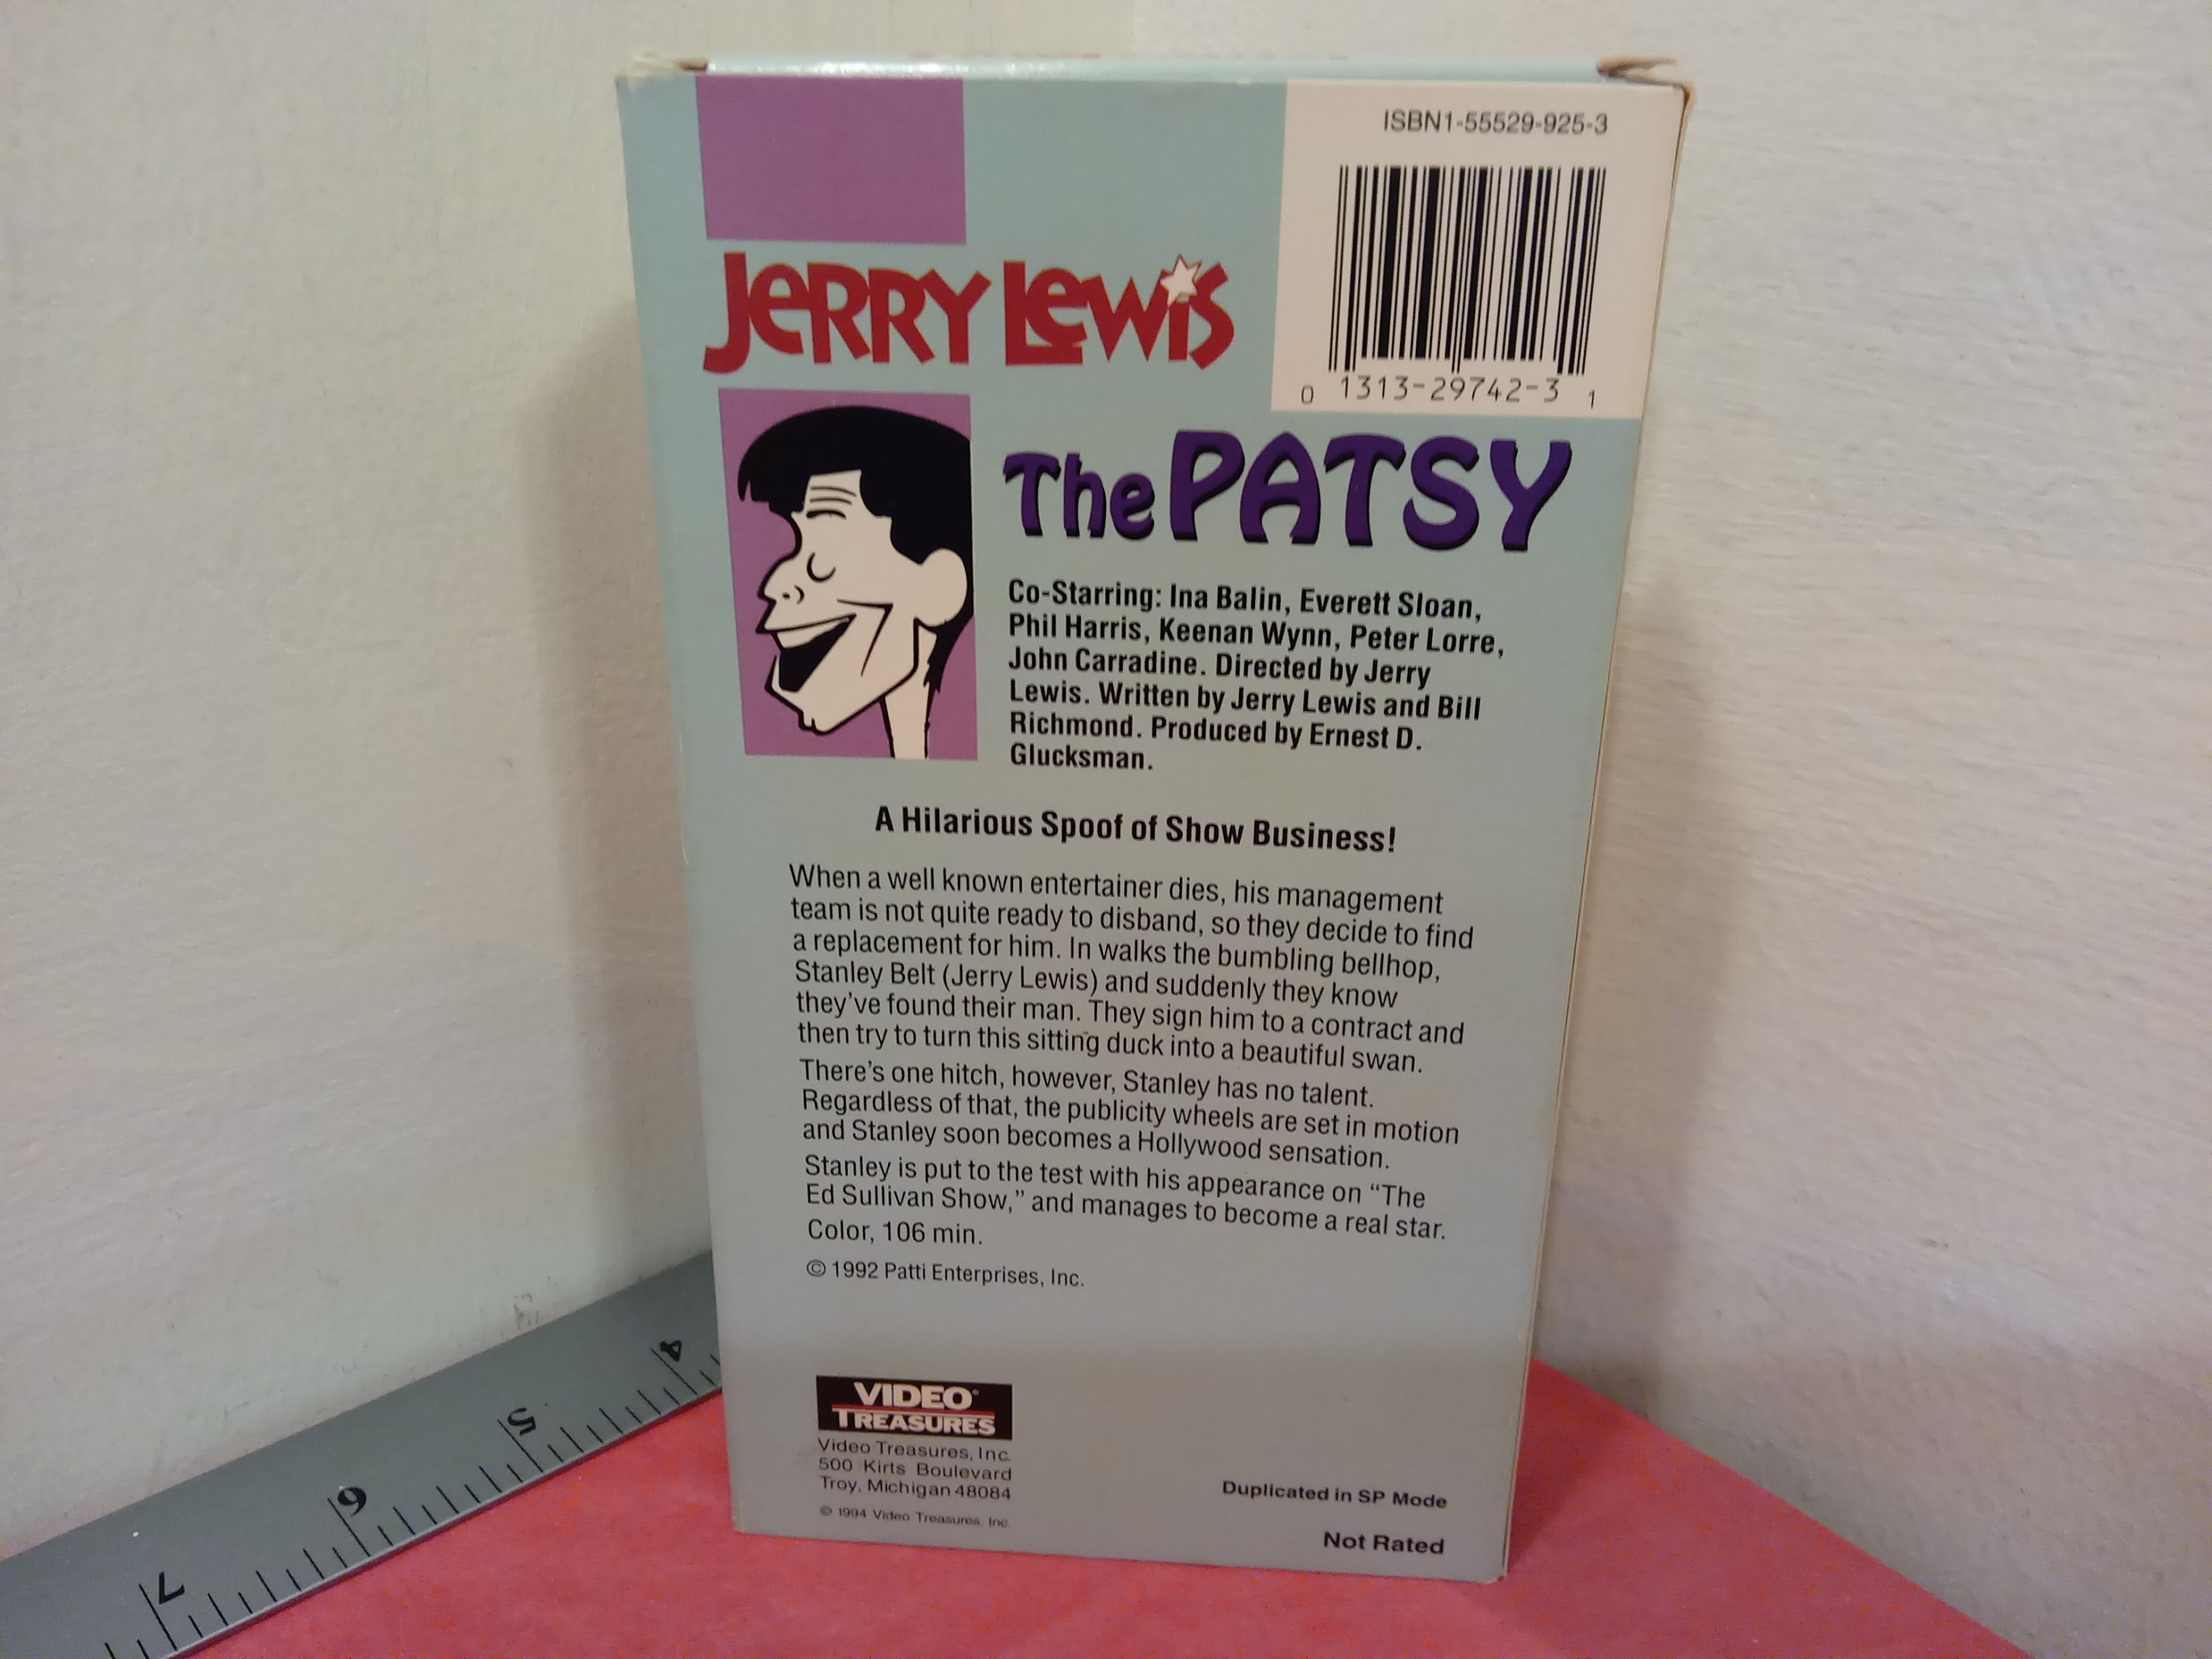 ISBN1-55529-925-3
0 1313-29742-3 1
JERRY LEWIS
The PATSY
Co-Starring: Ina Balin, Everett Sloan,
Phil Harris, Keenan Wynn, Peter Lorre,
John Carradine. Directed by Jerry
Lewis. Written by Jerry Lewis and Bill
Richmond. Produced by Ernest D.
Glucksman.
A Hilarious Spoof of Show Business!
When a well known entertainer dies, his management
team is not quite ready to disband, so they decide to find
a replacement for him. In walks the bumbling bellhop,
Stanley Belt (Jerry Lewis) and suddenly they know
they've found their man. They sign him to a contract and
then try to turn this sitting duck into a beautiful swan.
There's one hitch, however, Stanley has no talent.
Regardless of that, the publicity wheels are set in motion
and Stanley soon becomes a Hollywood sensation.
Stanley is put to the test with his appearance on “The
Ed Sullivan Show,” and manages to become a real star.
Color, 106 min.
© 1992 Patti Enterprises, Inc.
VIDEO®
TREASURES
Video Treasures, Inc.
500 Kirts Boulevard
Troy, Michigan 48084
© 1994 Video Treasures, Inc.
Duplicated in SP Mode
Not Rated
4
5
6
7